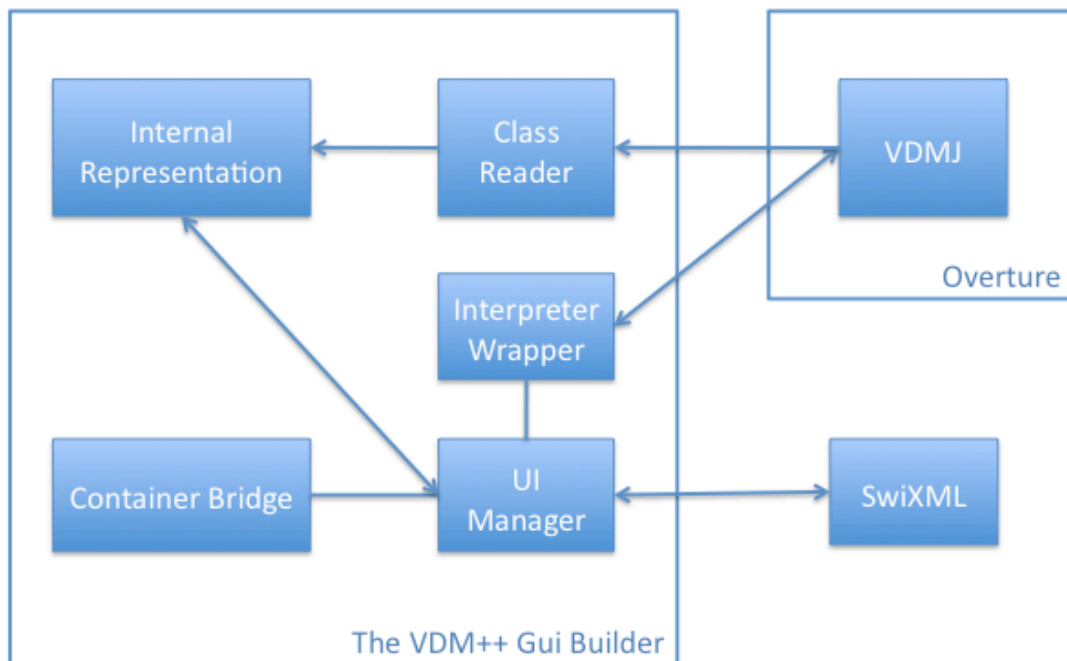 Internal
Representation
Class
Reader
VDMJ
Overture
Interpreter
Wrapper
Container Bridge
UI
Manager
SwiXML
The VDM++ Gui Builder